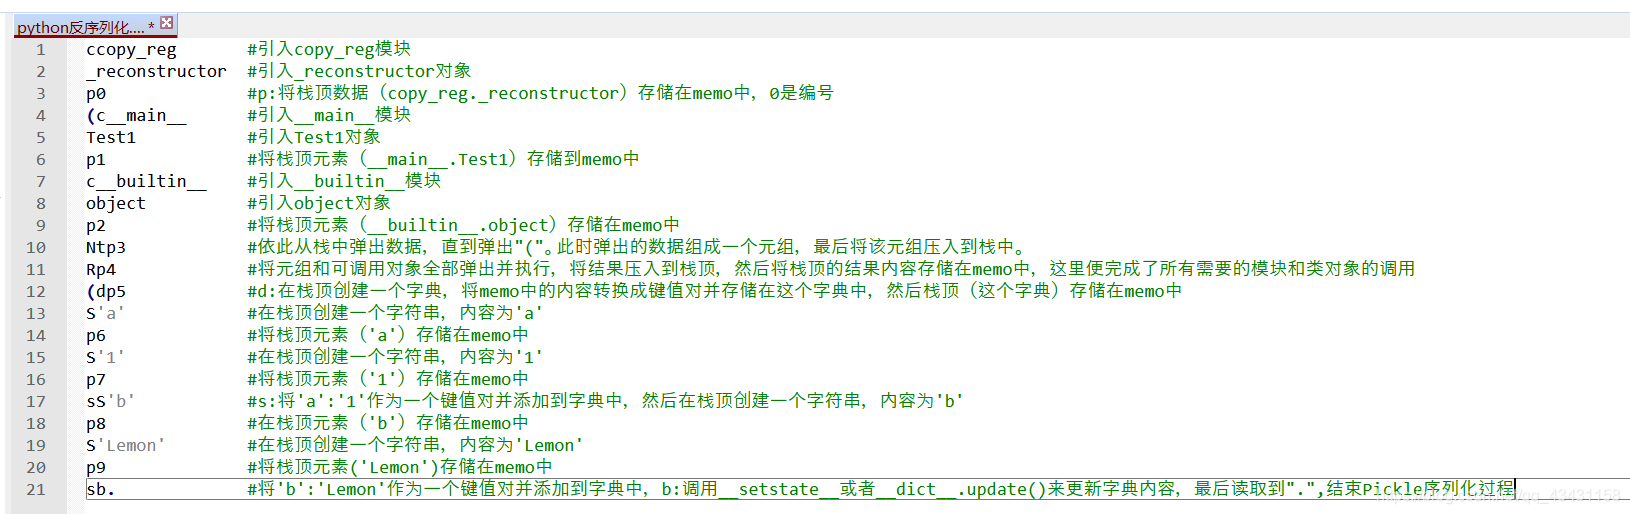 python反序列化.... *
1 ccopy_reg #引入copy_reg模块
2 _reconstructor #引入_reconstructor对象
3 p0 #p:将栈顶数据（copy_reg._reconstructor）存储在memo中，0是编号
4 (c__main__ #引入__main__模块
5 Test1 #引入Test1对象
6 p1 #将栈顶元素（__main__.Test1）存储到memo中
7 c__builtin__ #引入__builtin__模块
8 object #引入object对象
9 p2 #将栈顶元素（__builtin__.object）存储在memo中
10 Ntp3 #依此从栈中弹出数据，直到弹出"("。此时弹出的数据组成一个元组，最后将该元组压入到栈中。
11 Rp4 #将元组和可调用对象全部弹出并执行，将结果压入到栈顶，然后将栈顶的结果内容存储在memo中，这里便完成了所有需要的模块和类对象的调用
12 (dp5 #d:在栈顶创建一个字典，将memo中的内容转换成键值对并存储在这个字典中，然后栈顶（这个字典）存储在memo中
13 S'a' #在栈顶创建一个字符串，内容为'a'
14 p6 #将栈顶元素（'a'）存储在memo中
15 S'1' #在栈顶创建一个字符串，内容为'1'
16 p7 #将栈顶元素（'1'）存储在memo中
17 sS'b' #s:将'a':'1'作为一个键值对并添加到字典中，然后在栈顶创建一个字符串，内容为'b'
18 p8 #在栈顶元素（'b'）存储在memo中
19 S'Lemon' #在栈顶创建一个字符串，内容为'Lemon'
20 p9 #将栈顶元素('Lemon')存储在memo中
21 sb. #将'b':'Lemon'作为一个键值对并添加到字典中，b:调用__setstate__或者__dict__.update()来更新字典内容，最后读取到".",结束Pickle序列化过程